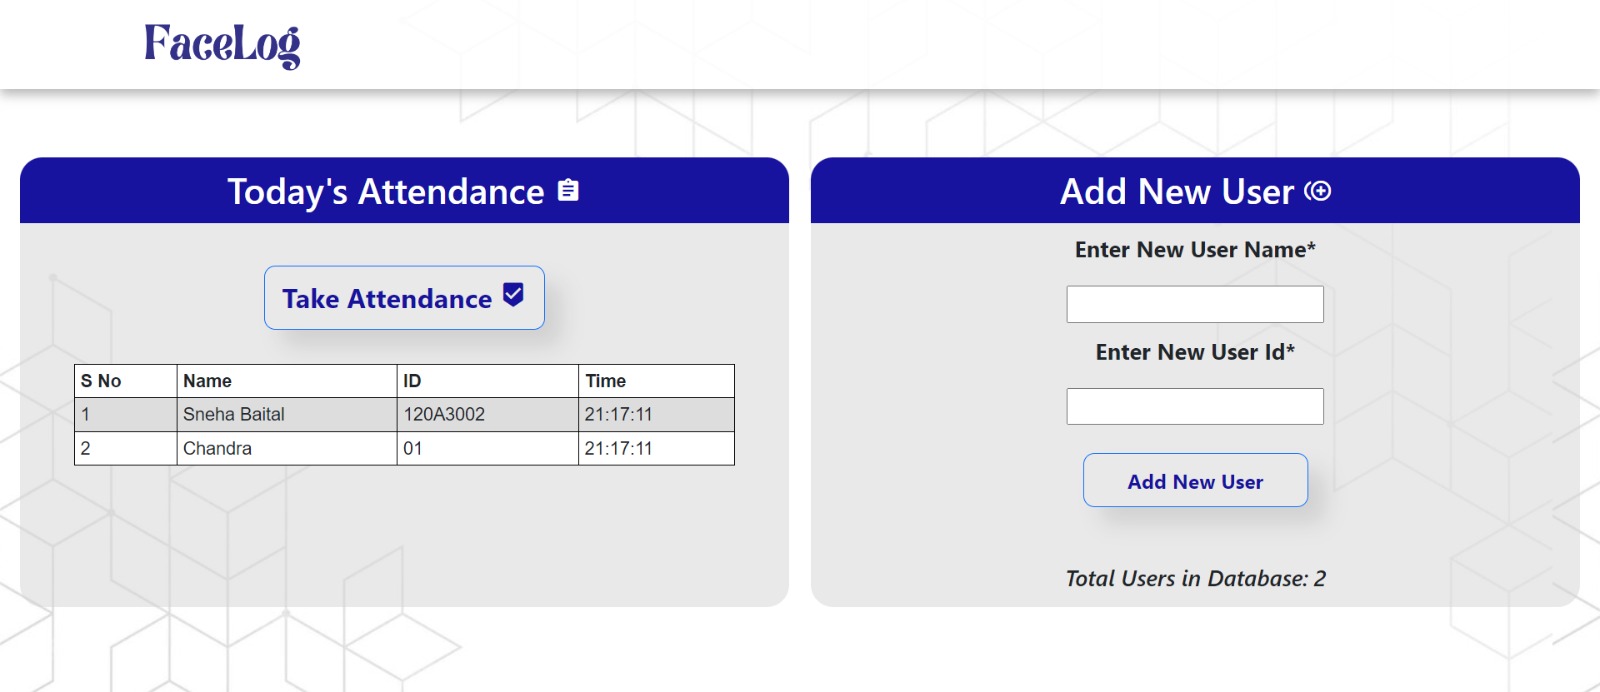 FaceLog
Today's Attendance
Take Attendance
S No Name ID Time
1 Sneha Baital 120A3002 21:17:11
2 Chandra 01 21:17:11
Add New User
Enter New User Name*
Enter New User Id*
Add New User
Total Users in Database: 2